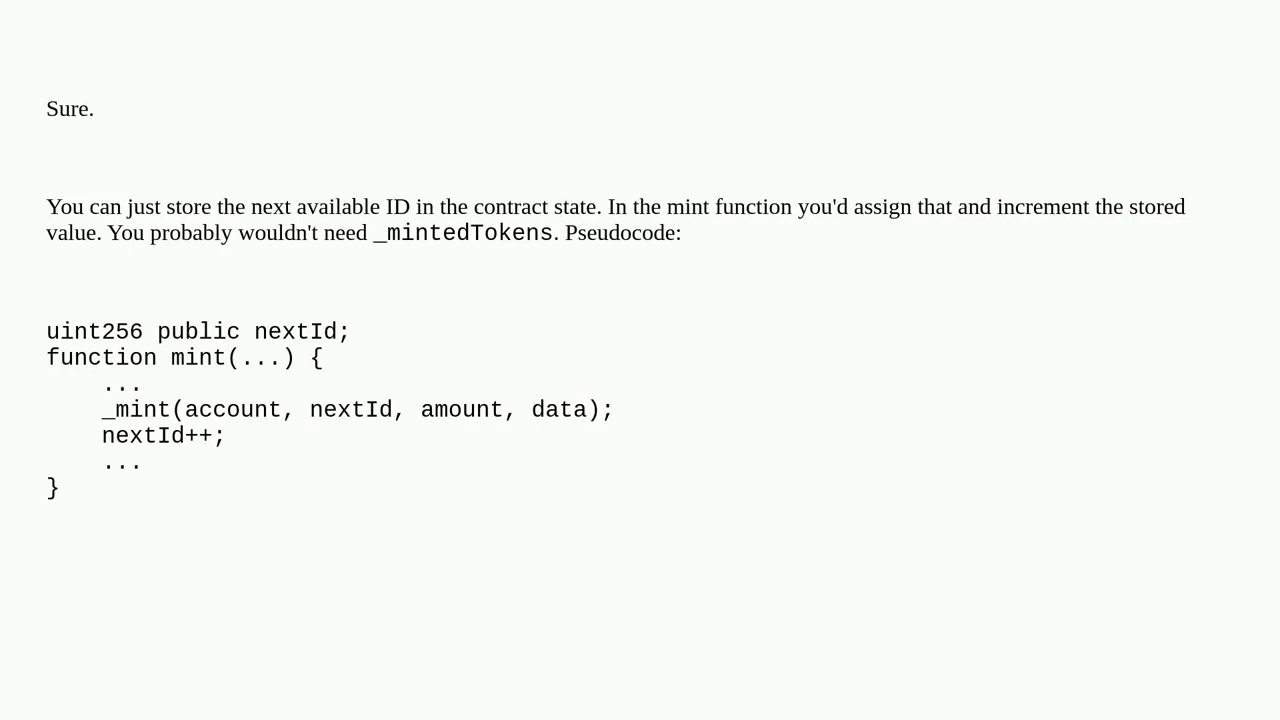 Sure.
You can just store the next available ID in the contract state. In the mint function you'd assign that and increment the stored
value. You probably wouldn't need _mintedTokens. Pseudocode:
uint256 public nextId;
function mint(...) {
    ...
    _mint(account, nextId, amount, data);
    nextId++;
    ...
}